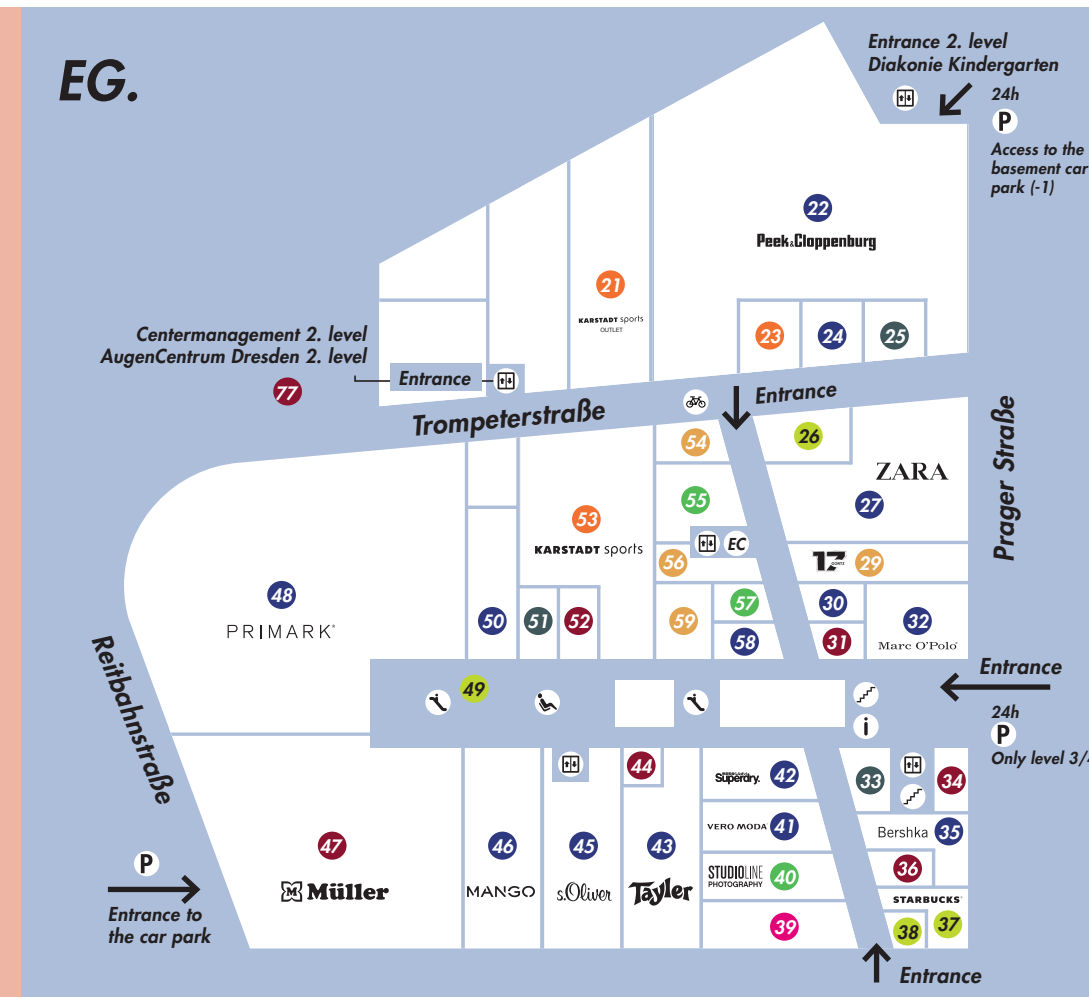 EG.
Entrance 2. level
Diakonie Kindergarten
24h
P
Access to the
basement car
park (-1)
22
Peek&Cloppenburg
21
KARSTADT sports
OUTLET
23
24
25
Centermanagement 2. level
AugenCentrum Dresden 2. level
77
Entrance
Trompeterstraße
Entrance
Prager Straße
54
26
ZARA
27
55
53
KARSTADT sports
EC
56
17
GÖRTZ
29
48
PRIMARK
50
51
52
59
57
58
30
31
32
Marc O'Polo
Reitbahnstraße
49
i
Entrance
24h
P
Only level 3/4
44
Superdry.
42
33
34
VERO MODA
41
Bershka
35
47
M Müller
46
MANGO
45
s.Oliver
43
Tayler
STUDIOLINE
PHOTOGRAPHY
40
36
STARBUCKS
39
38
37
P
Entrance to
the car park
Entrance